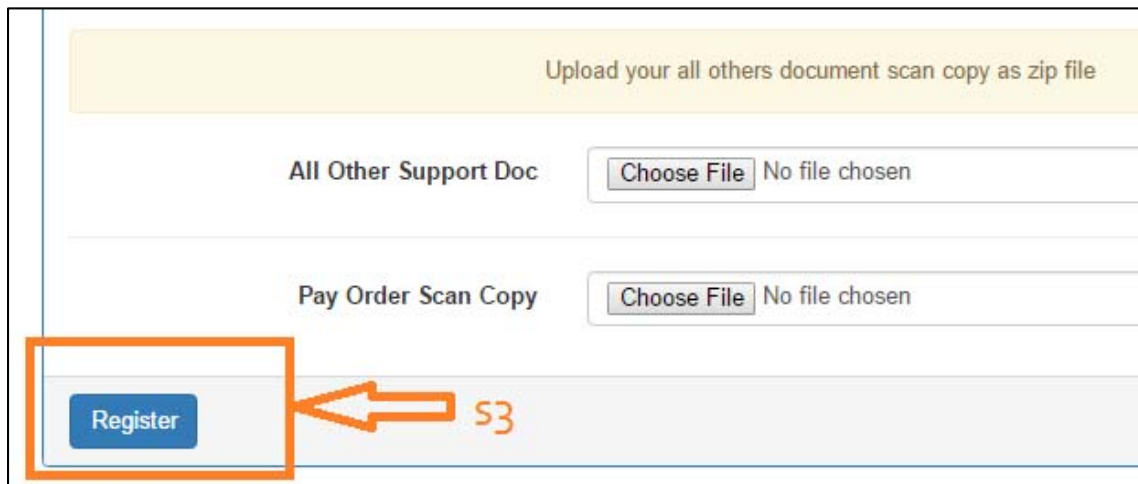 Upload your all others document scan copy as zip file
All Other Support Doc Choose File No file chosen
Pay Order Scan Copy Choose File No file chosen
Register S3